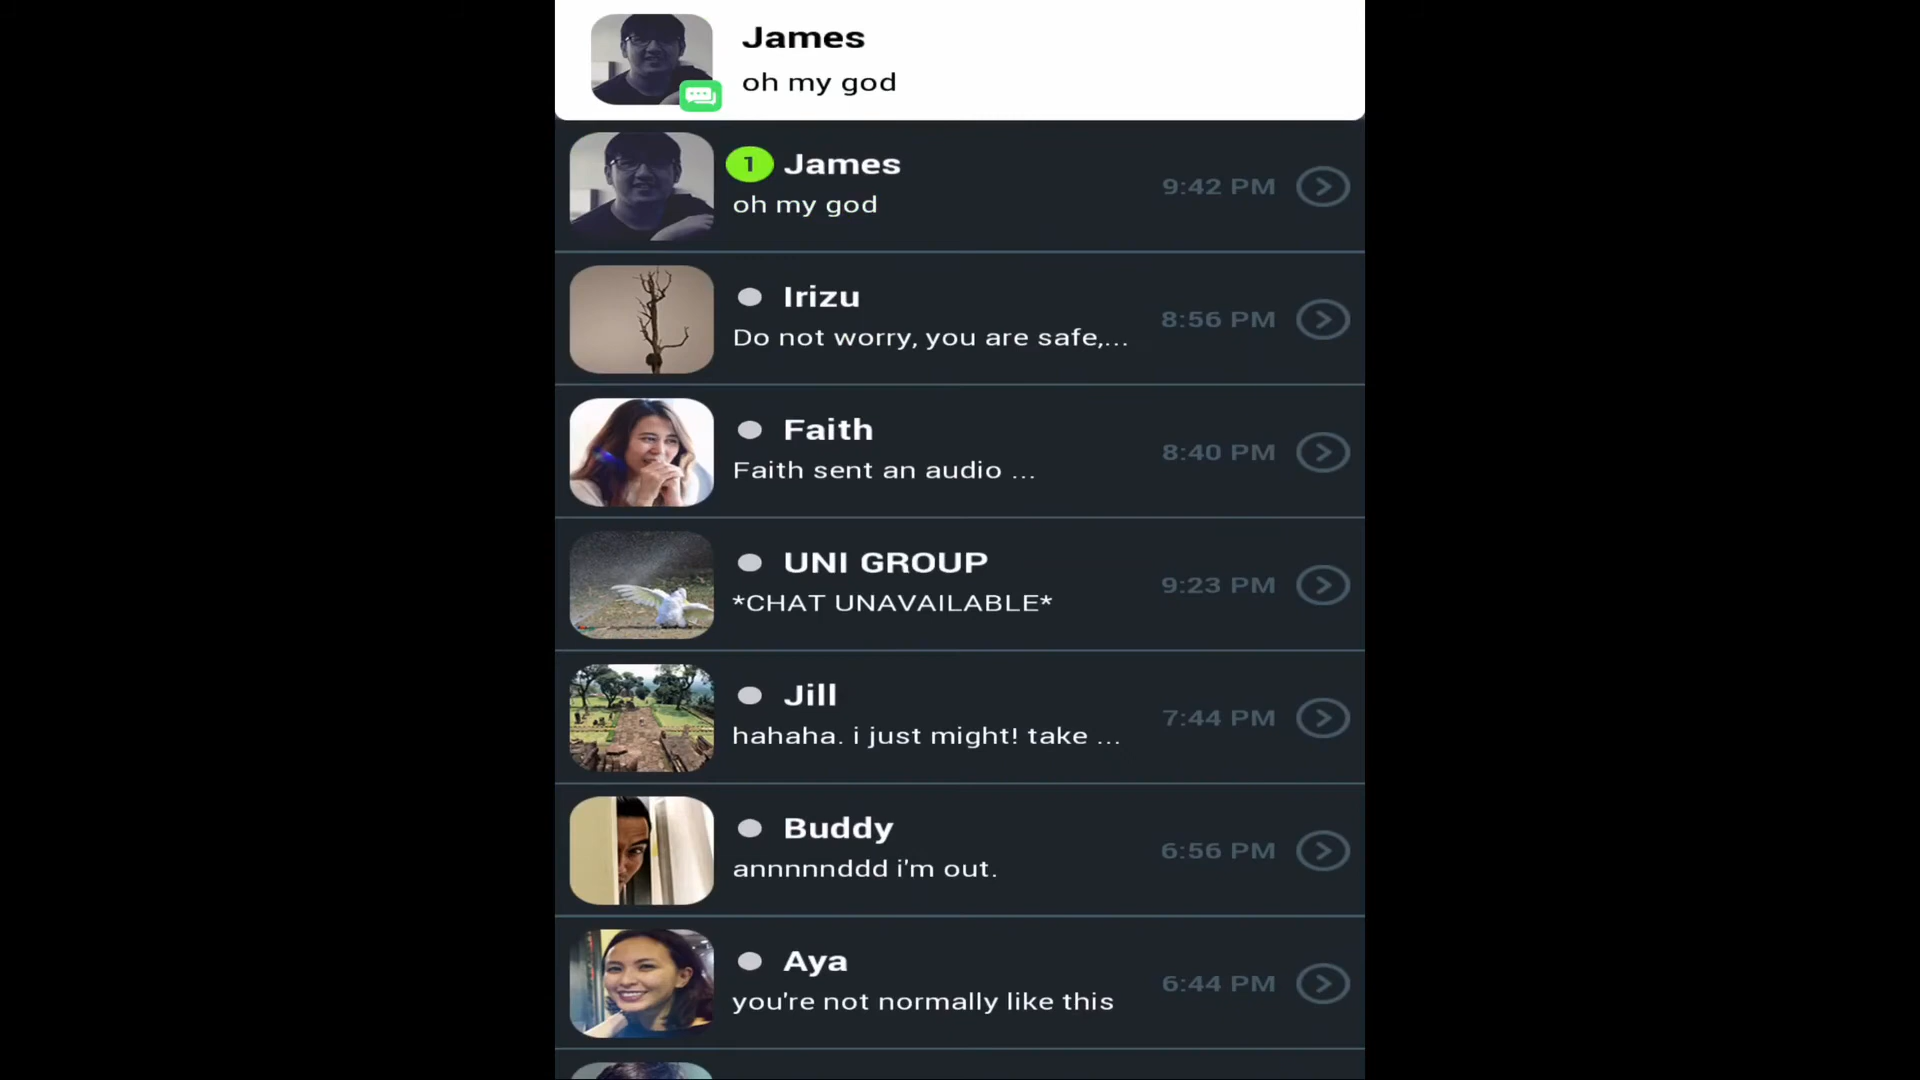 James
oh my god
1 James
oh my god
9:42 PM
Irizu
Do not worry, you are safe,...
8:56 PM
Faith
Faith sent an audio ...
8:40 PM
UNI GROUP
*CHAT UNAVAILABLE*
9:23 PM
Jill
hahaha. i just might! take ...
7:44 PM
Buddy
annnnnddd i'm out.
6:56 PM
Aya
you're not normally like this
6:44 PM